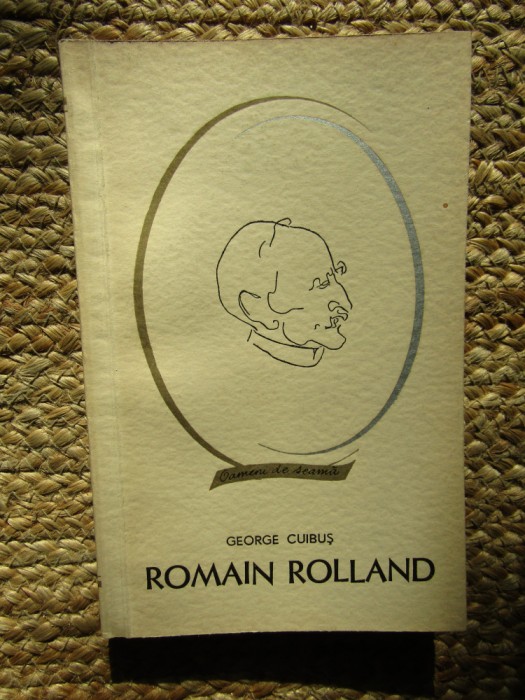 Oameni de seamă
GEORGE CUIBUȘ
ROMAIN ROLLAND